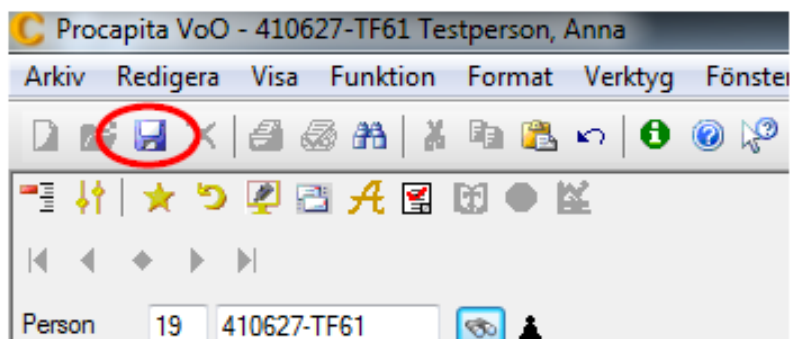 Procapita VoO - 410627-TF61 Testperson, Anna
Arkiv Redigera Visa Funktion Format Verktyg Fönster
Person 19 410627-TF61